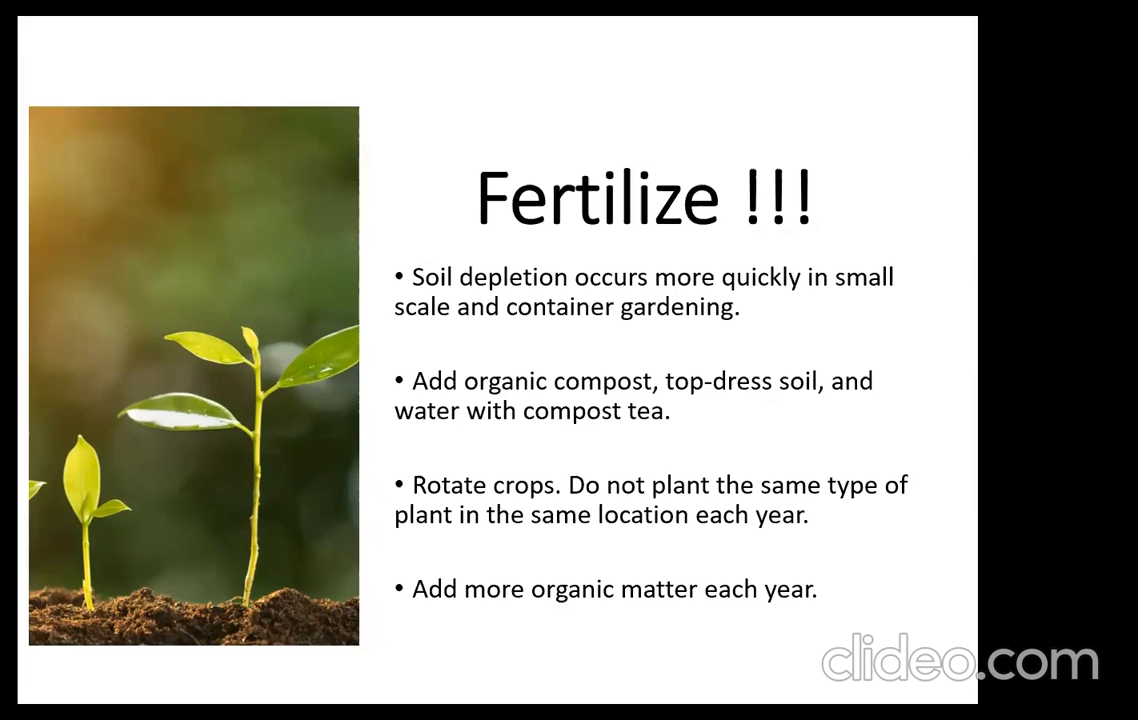 Fertilize !!!
• Soil depletion occurs more quickly in small
scale and container gardening.
• Add organic compost, top-dress soil, and
water with compost tea.
• Rotate crops. Do not plant the same type of
plant in the same location each year.
• Add more organic matter each year.
clideo.com